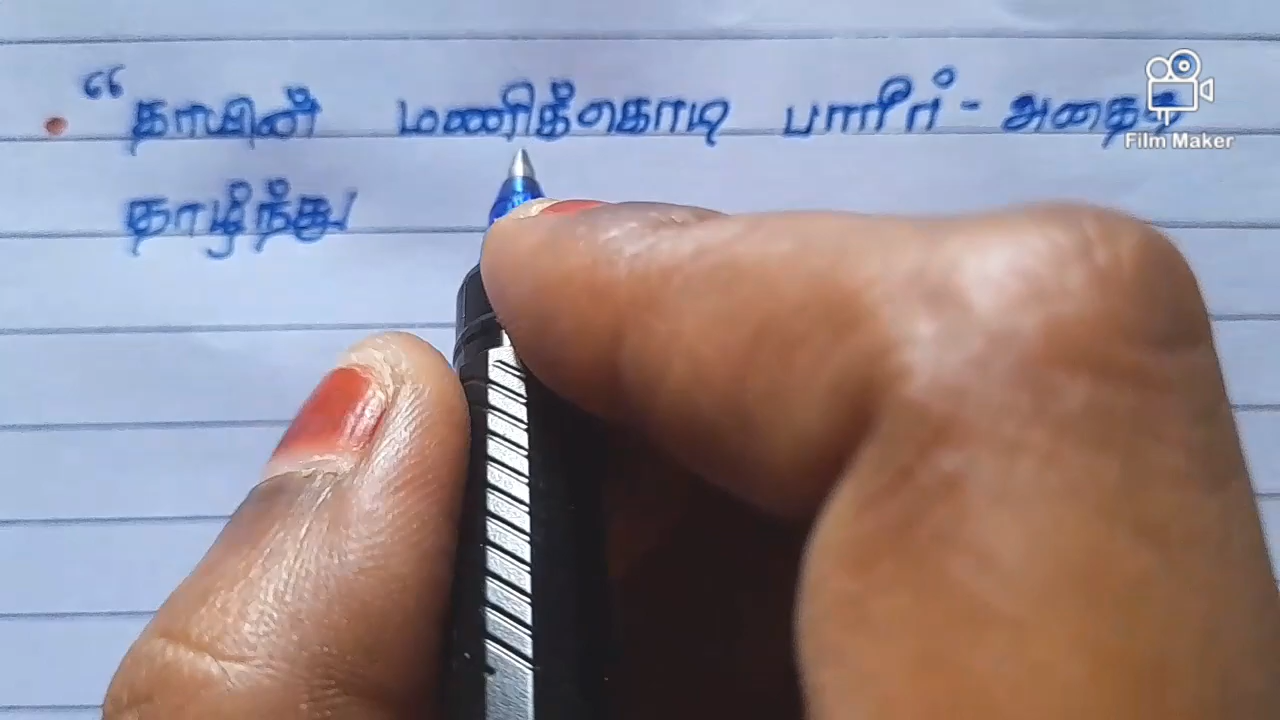 “தாயின் மணிக்கொடி பாரீர் - அதைத்
தாழ்ந்து
Film Maker